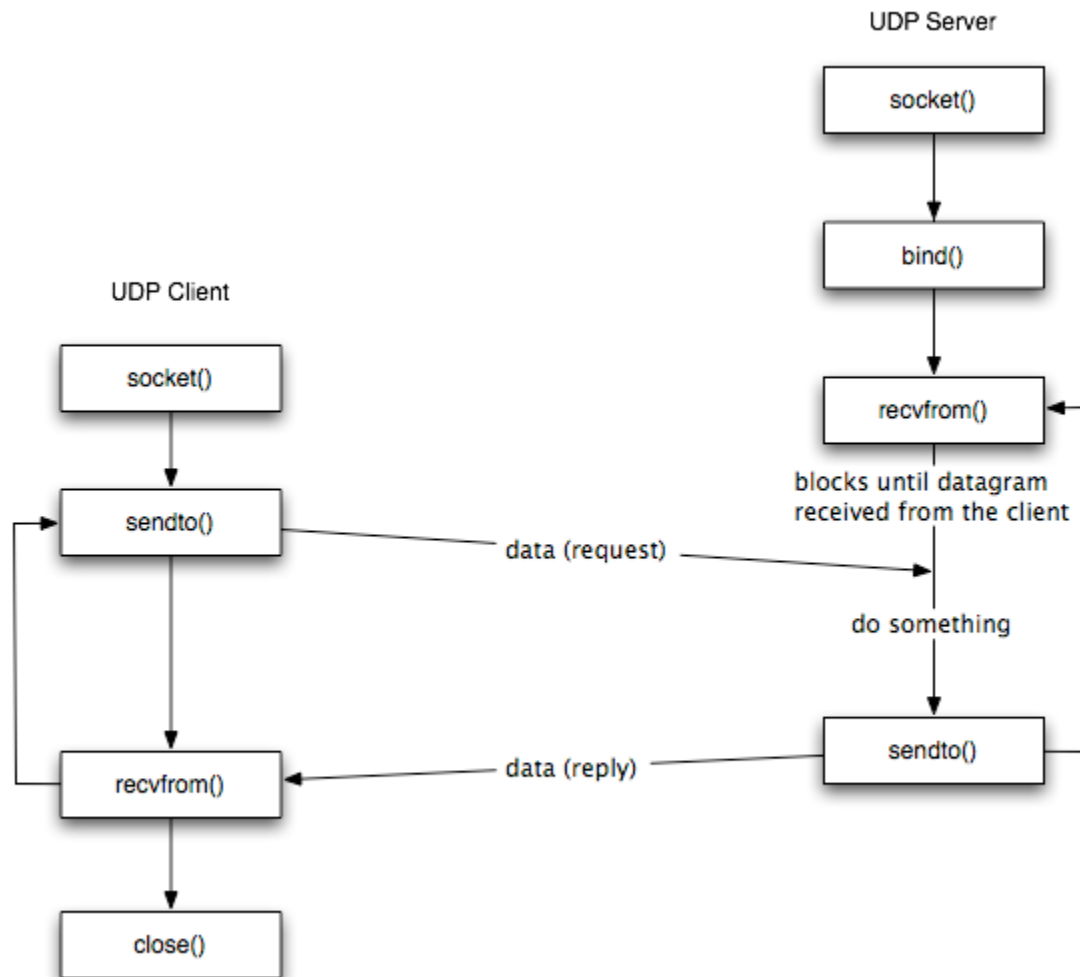 UDP Server
socket()
bind()
UDP Client
socket()
recvfrom()
blocks until datagram
received from the client
sendto()
data (request)
do something
sendto()
data (reply)
recvfrom()
close()